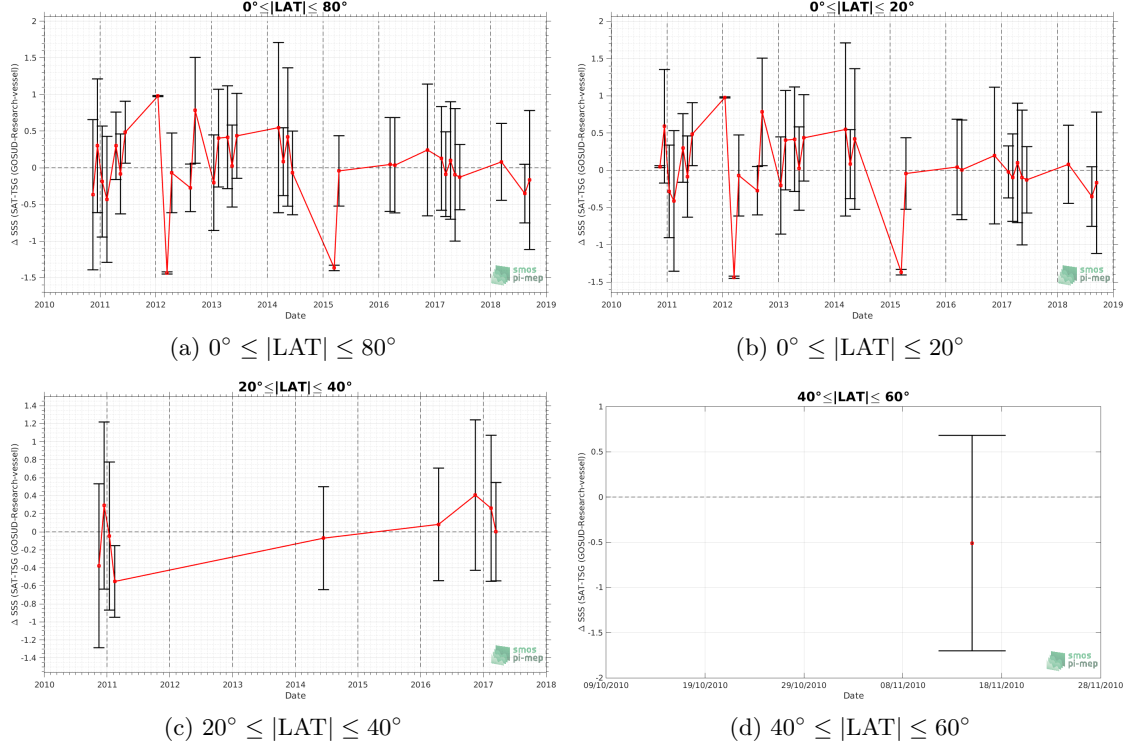 0°≤|LAT|≤ 80°
Δ SSS (SAT-TSG (GOSUD-Research-vessel))
2
1.5
1
0.5
0
-0.5
-1
-1.5
2010 2011 2012 2013 2014 2015 2016 2017 2018 2019
Date
smos
pi-mep
(a) 0° ≤ |LAT| ≤ 80°
0°≤|LAT|≤ 20°
Δ SSS (SAT-TSG (GOSUD-Research-vessel))
2
1.5
1
0.5
0
-0.5
-1
-1.5
2010 2011 2012 2013 2014 2015 2016 2017 2018 2019
Date
smos
pi-mep
(b) 0° ≤ |LAT| ≤ 20°
20°≤|LAT|≤ 40°
Δ SSS (SAT-TSG (GOSUD-Research-vessel))
1.4
1.2
1
0.8
0.6
0.4
0.2
0
-0.2
-0.4
-0.6
-0.8
-1
-1.2
-1.4
2010 2011 2012 2013 2014 2015 2016 2017 2018
Date
smos
pi-mep
(c) 20° ≤ |LAT| ≤ 40°
40°≤|LAT|≤ 60°
Δ SSS (SAT-TSG (GOSUD-Research-vessel))
1
0.5
0
-0.5
-1
-1.5
-2
09/10/2010 19/10/2010 29/10/2010 08/11/2010 18/11/2010 28/11/2010
Date
smos
pi-mep
(d) 40° ≤ |LAT| ≤ 60°